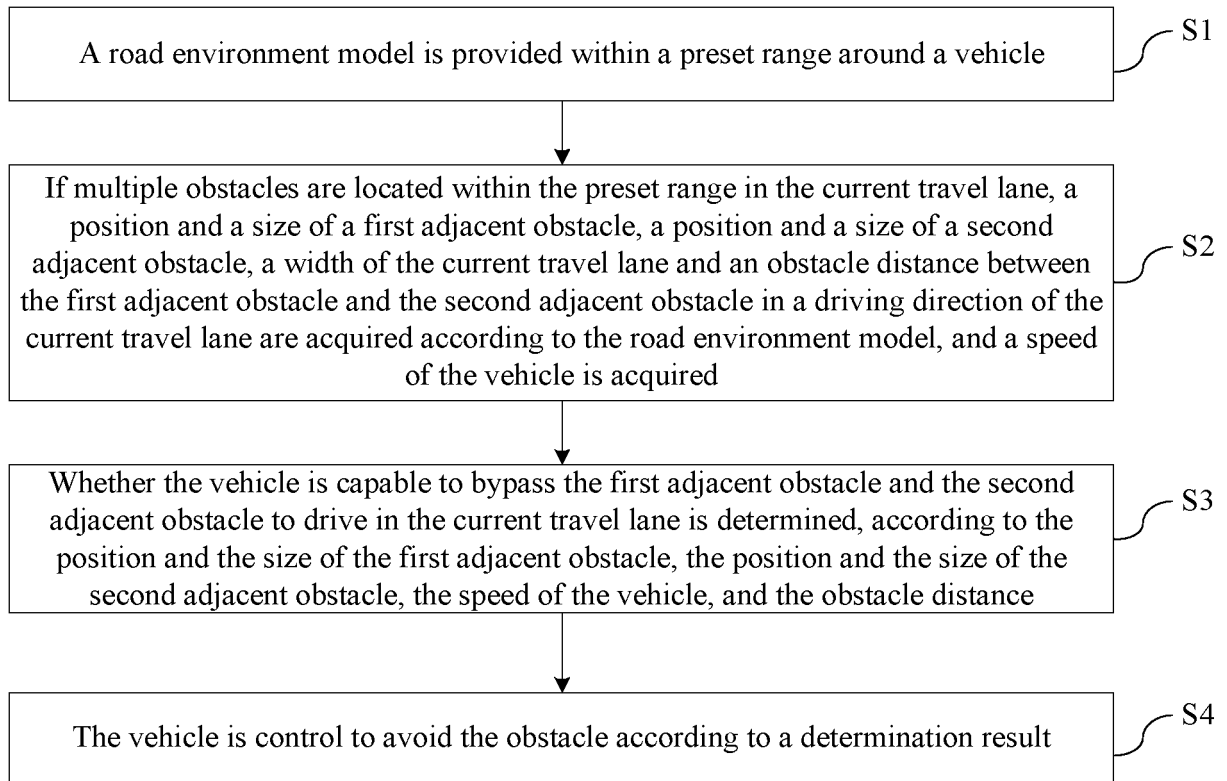 A road environment model is provided within a preset range around a vehicle
S1
If multiple obstacles are located within the preset range in the current travel lane, a
position and a size of a first adjacent obstacle, a position and a size of a second
adjacent obstacle, a width of the current travel lane and an obstacle distance between
the first adjacent obstacle and the second adjacent obstacle in a driving direction of the
current travel lane are acquired according to the road environment model, and a speed
of the vehicle is acquired
S2
Whether the vehicle is capable to bypass the first adjacent obstacle and the second
adjacent obstacle to drive in the current travel lane is determined, according to the
position and the size of the first adjacent obstacle, the position and the size of the
second adjacent obstacle, the speed of the vehicle, and the obstacle distance
S3
The vehicle is control to avoid the obstacle according to a determination result
S4